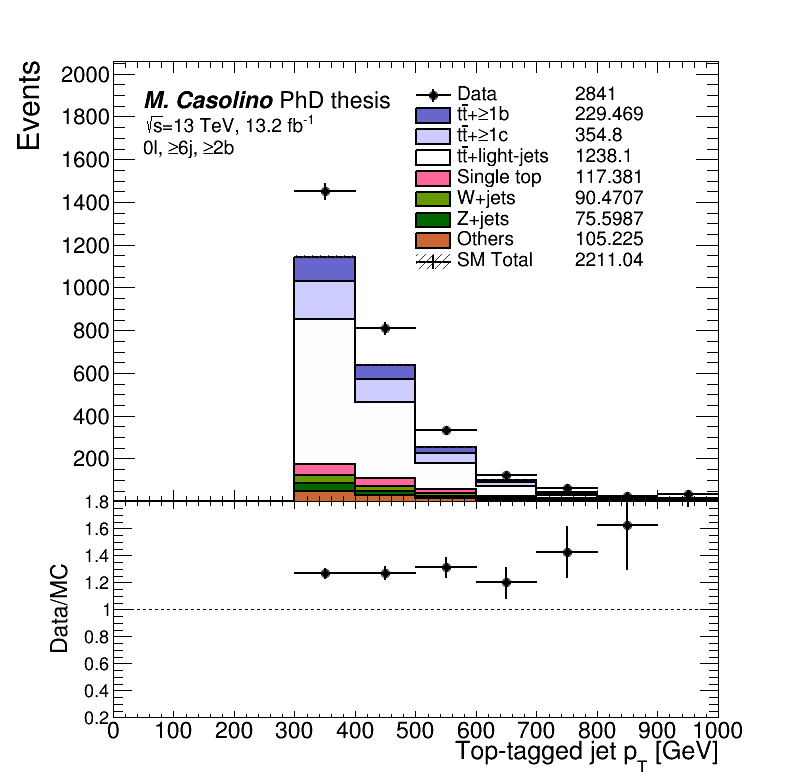 Events
2000
1800
1600
1400
1200
1000
800
600
400
200
M. Casolino PhD thesis
√s=13 TeV, 13.2 fb⁻¹
0l, ≥6j, ≥2b
Data 2841
tt̄+≥1b 229.469
tt̄+≥1c 354.8
tt̄+light-jets 1238.1
Single top 117.381
W+jets 90.4707
Z+jets 75.5987
Others 105.225
SM Total 2211.04
Data/MC
1.8
1.6
1.4
1.2
1
0.8
0.6
0.4
0.2
0 100 200 300 400 500 600 700 800 900 1000
Top-tagged jet p_T [GeV]